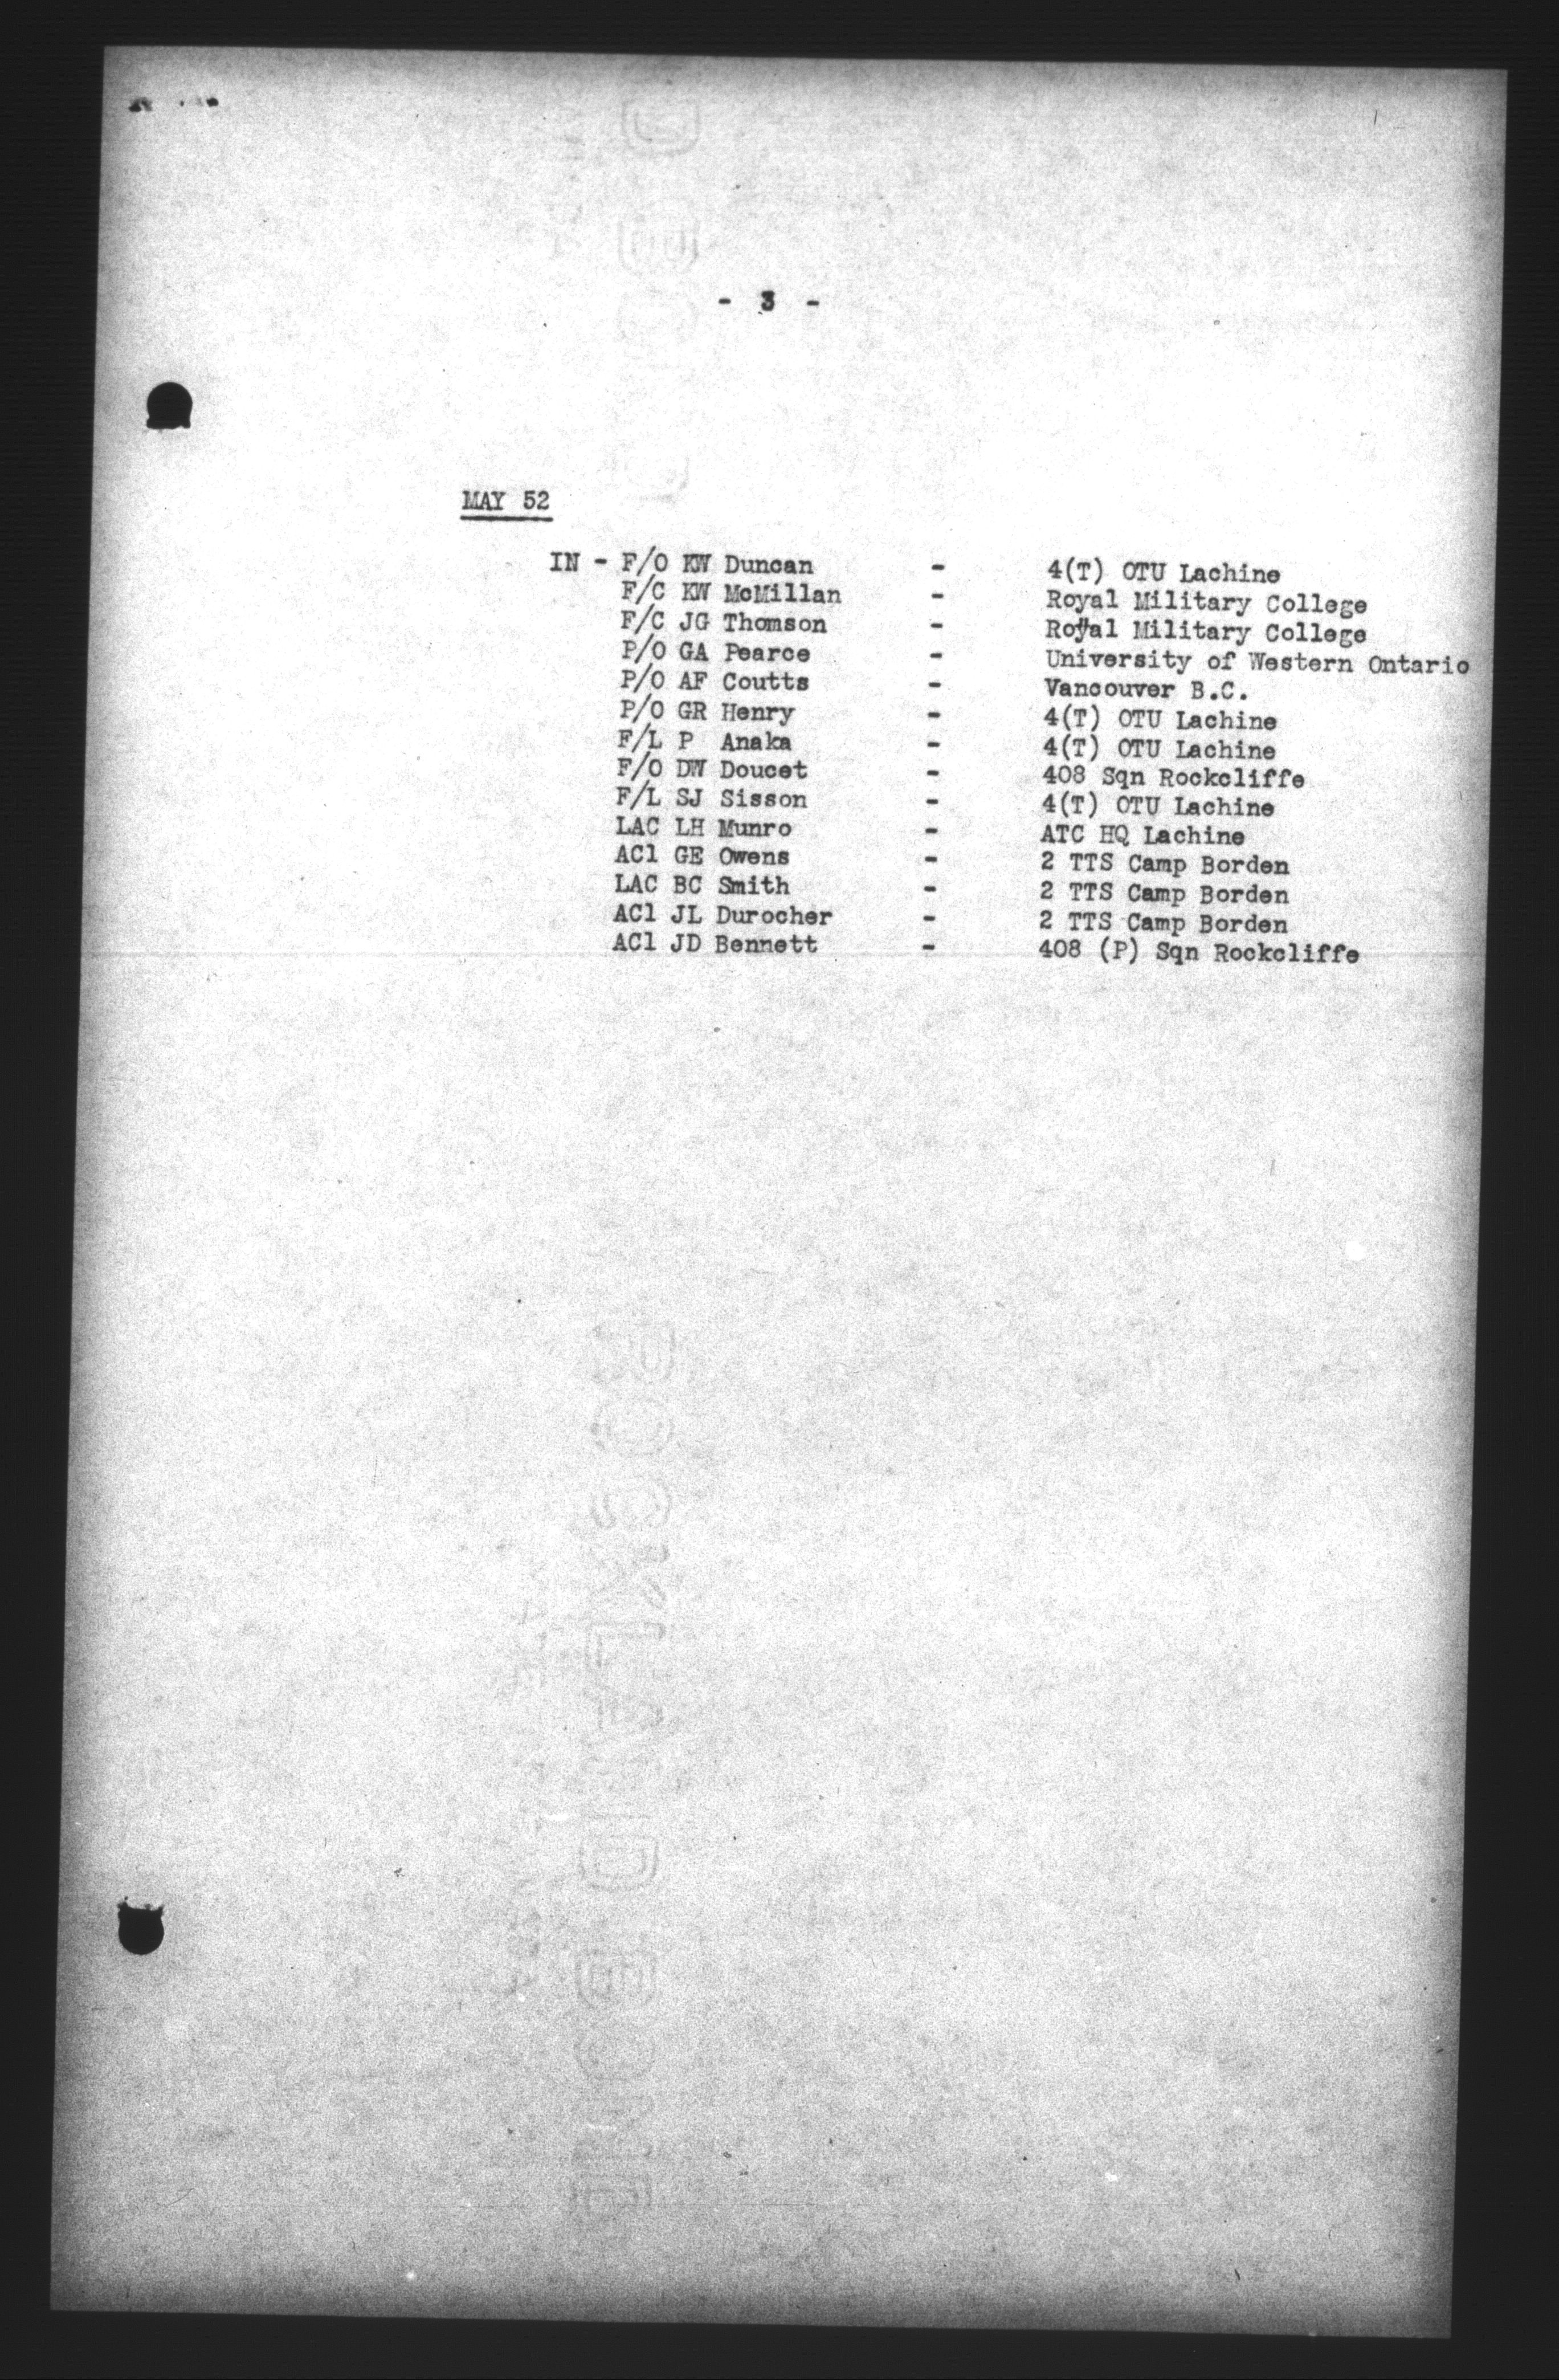 - 3 -
MAY 52
IN - F/O KW Duncan - 4(T) OTU Lachine
F/C KW McMillan - Royal Military College
F/C JG Thomson - Royal Military College
P/O GA Pearce - University of Western Ontario
P/O AF Coutts - Vancouver B.C.
P/O GR Henry - 4(T) OTU Lachine
F/L P Anaka - 4(T) OTU Lachine
F/O DW Doucet - 408 Sqn Rockcliffe
F/L SJ Sisson - 4(T) OTU Lachine
LAC LH Munro - ATC HQ Lachine
AC1 GE Owens - 2 TTS Camp Borden
LAC BC Smith - 2 TTS Camp Borden
AC1 JL Durocher - 2 TTS Camp Borden
AC1 JD Bennett - 408 (P) Sqn Rockcliffe